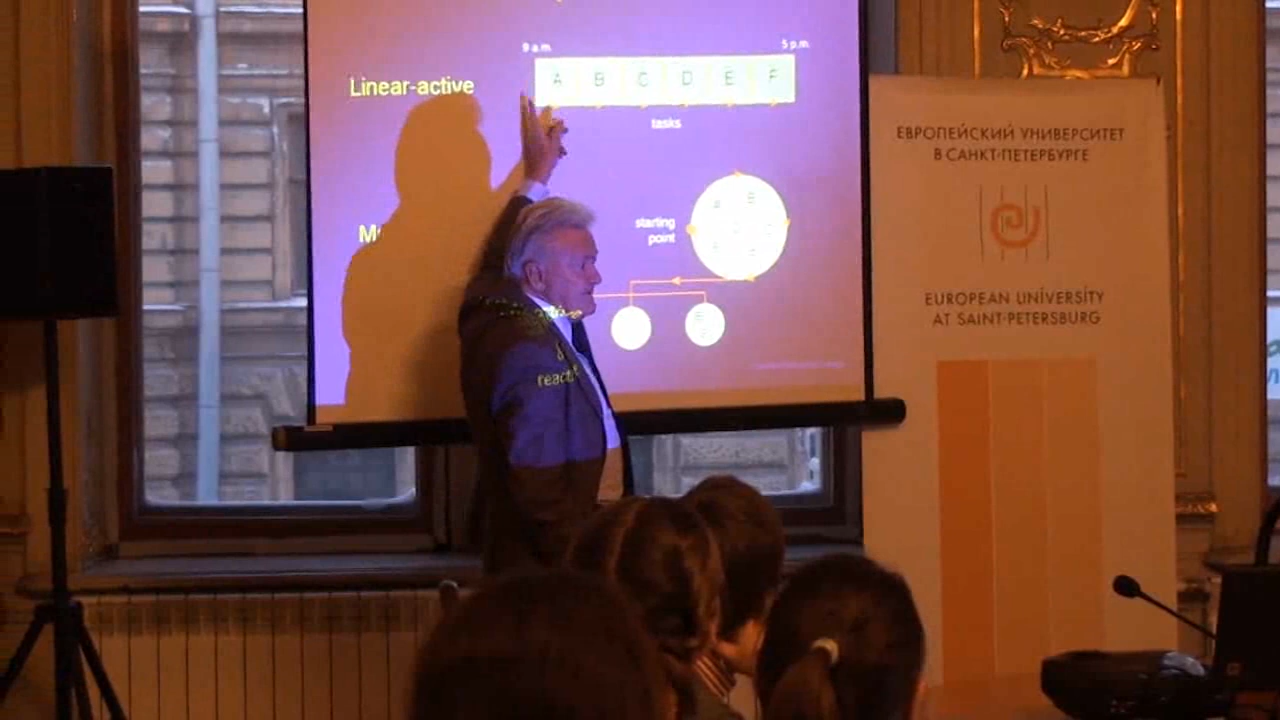 9 a.m.
5 p.m.
Linear-active
A B C D E F
tasks
starting
point
ЕВРОПЕЙСКИЙ УНИВЕРСИТЕТ
В САНКТ-ПЕТЕРБУРГЕ
EUROPEAN UNIVERSITY
AT SAINT-PETERSBURG